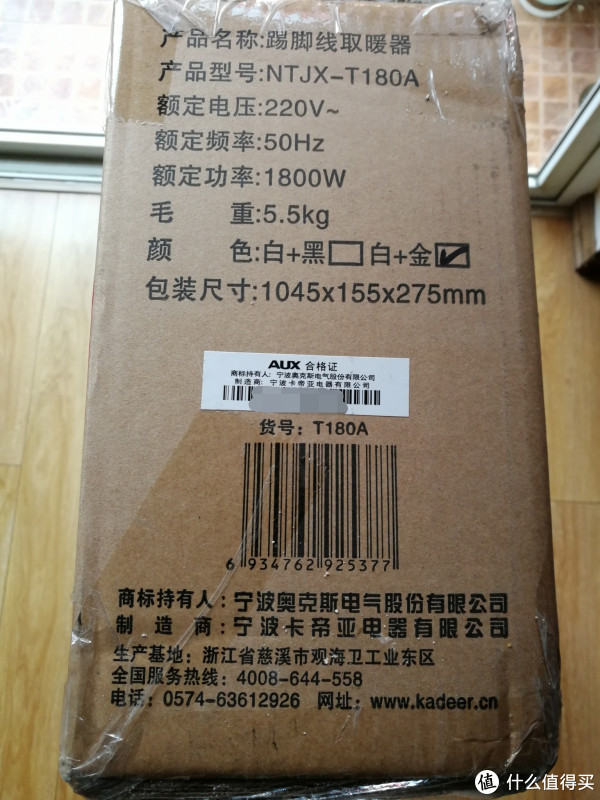 产品名称:踢脚线取暖器
产品型号:NTJX-T180A
额定电压:220V~
额定频率:50Hz
额定功率:1800W
毛 重:5.5kg
颜 色:白+黑 白+金
包装尺寸:1045x155x275mm
AUX 合格证
商标持有人: 宁波奥克斯电气股份有限公司
制造商: 宁波卡帝亚电器有限公司
货号: T180A
6 934762 925377
商标持有人:宁波奥克斯电气股份有限公司
制 造 商:宁波卡帝亚电器有限公司
生产基地: 浙江省慈溪市观海卫工业东区
全国服务热线: 4008-644-558
电话: 0574-63612926 网址: www.kadeer.cn
值 什么值得买